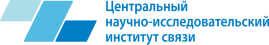 Центральный
научно-исследовательский
институт связи